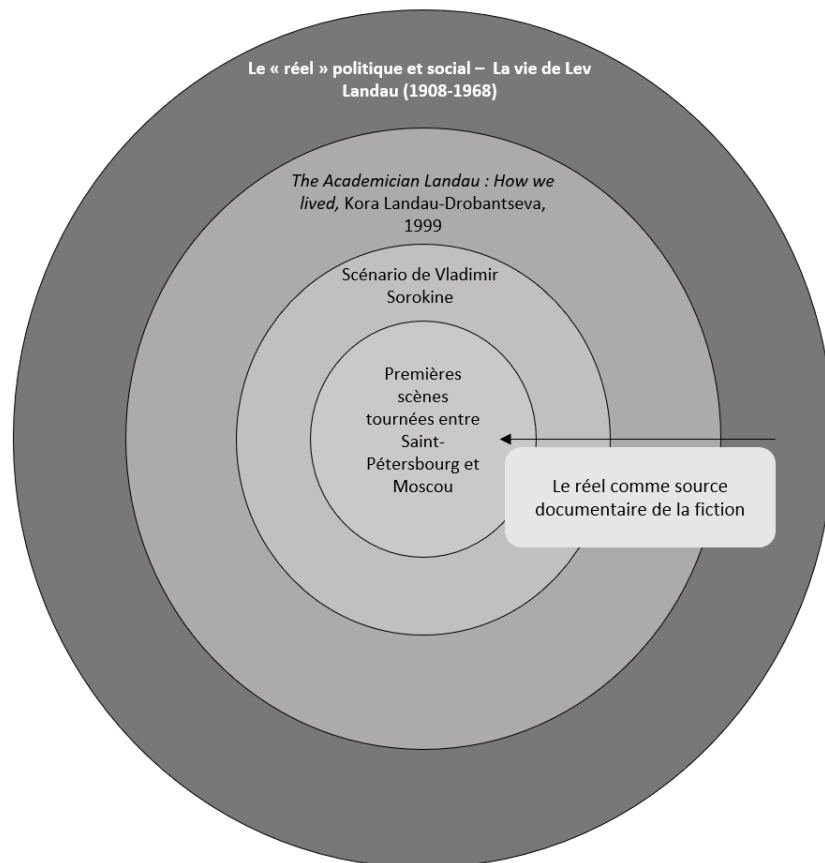 Le « réel » politique et social – La vie de Lev
Landau (1908-1968)
The Academician Landau : How we
lived, Kora Landau-Drobantseva,
1999
Scénario de Vladimir
Sorokine
Premières
scènes
tournées entre
Saint-
Pétersbourg et
Moscou
Le réel comme source
documentaire de la fiction